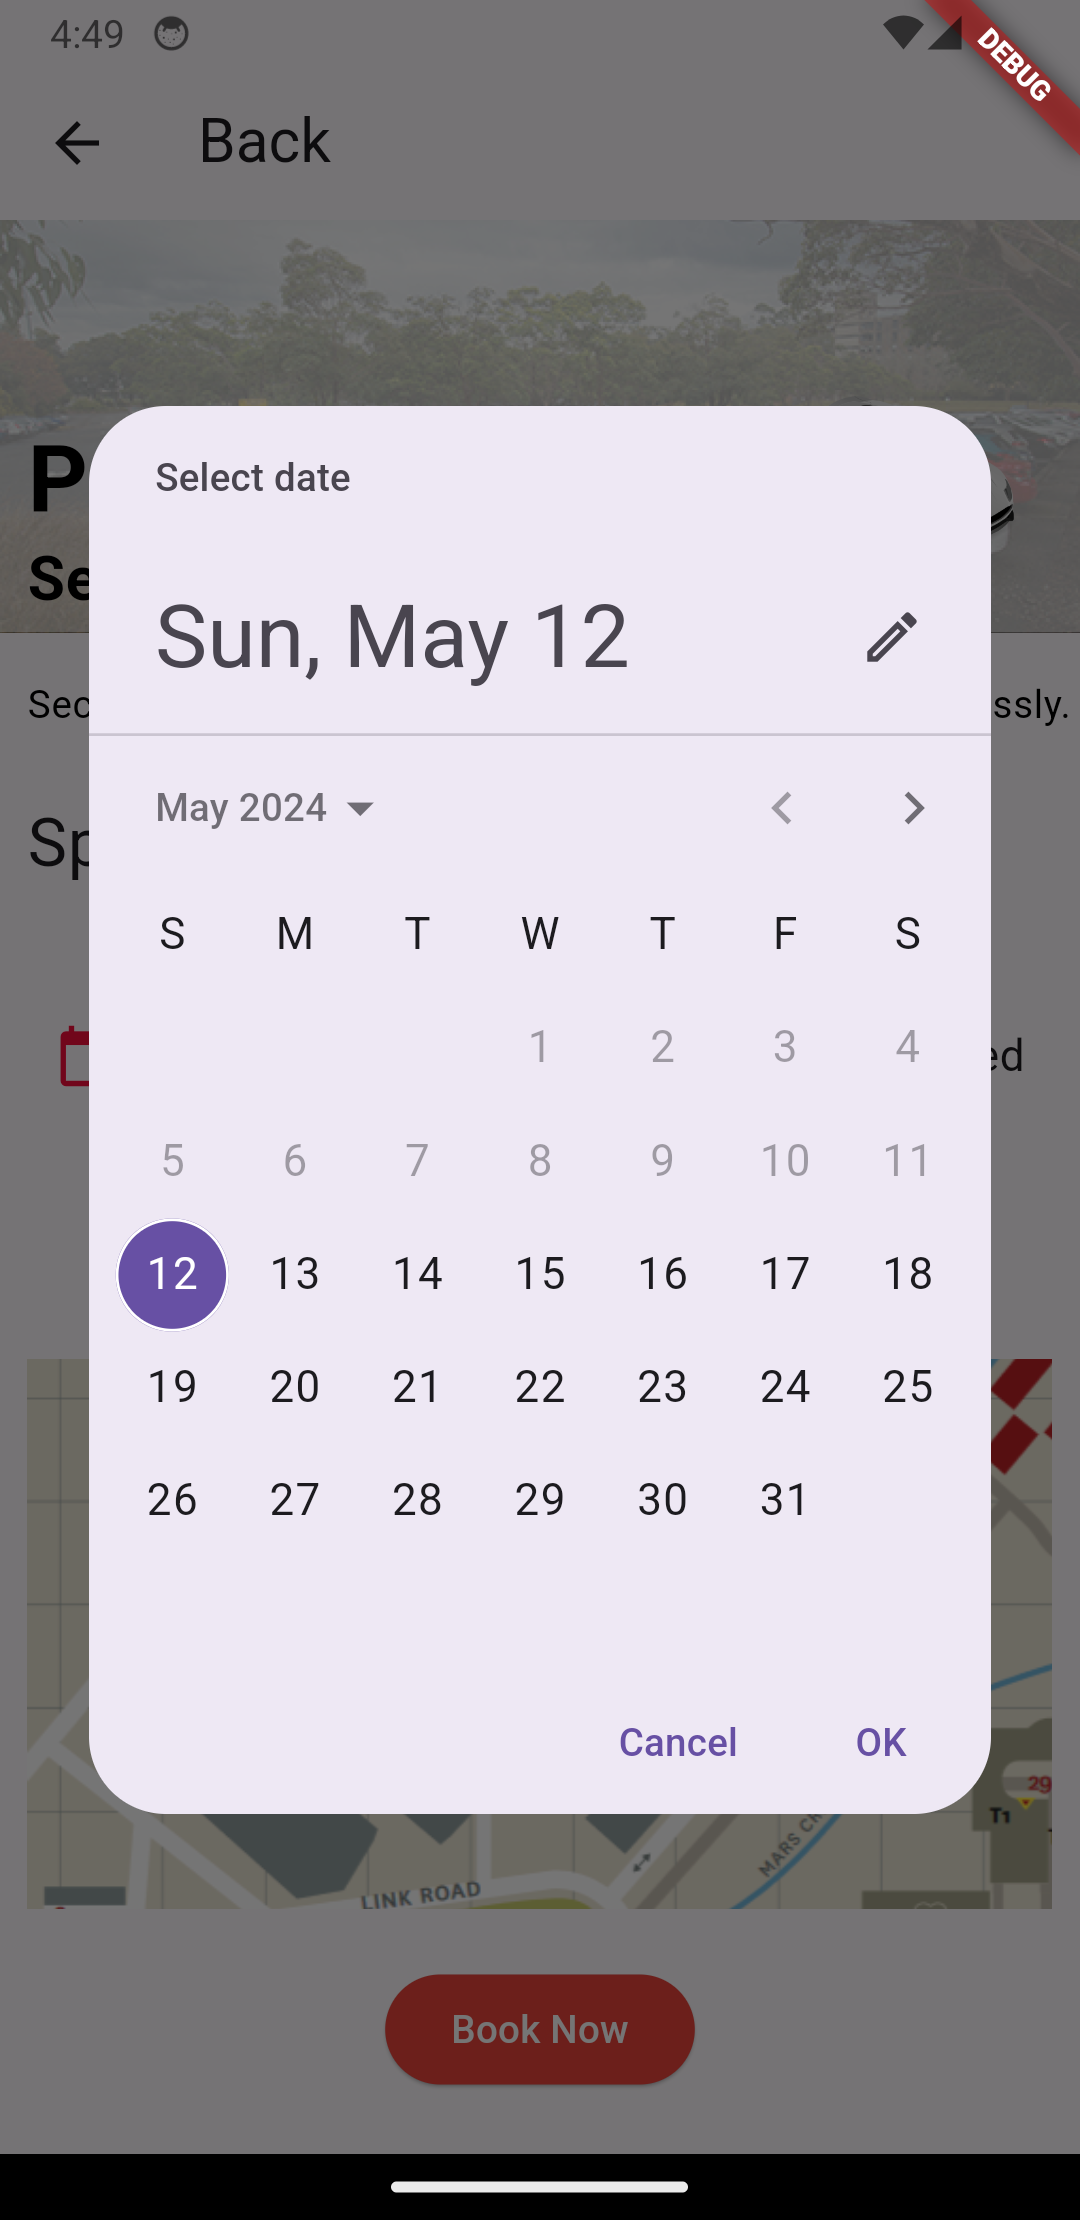 4:49
DEBUG
Back
P
Se
Select date
Sun, May 12
Sec
ssly.
May 2024
Sp
S M T W T F S
1 2 3 4
ed
5 6 7 8 9 10 11
12 13 14 15 16 17 18
19 20 21 22 23 24 25
26 27 28 29 30 31
Cancel OK
29
T1
MARS CR
LINK ROAD
Book Now